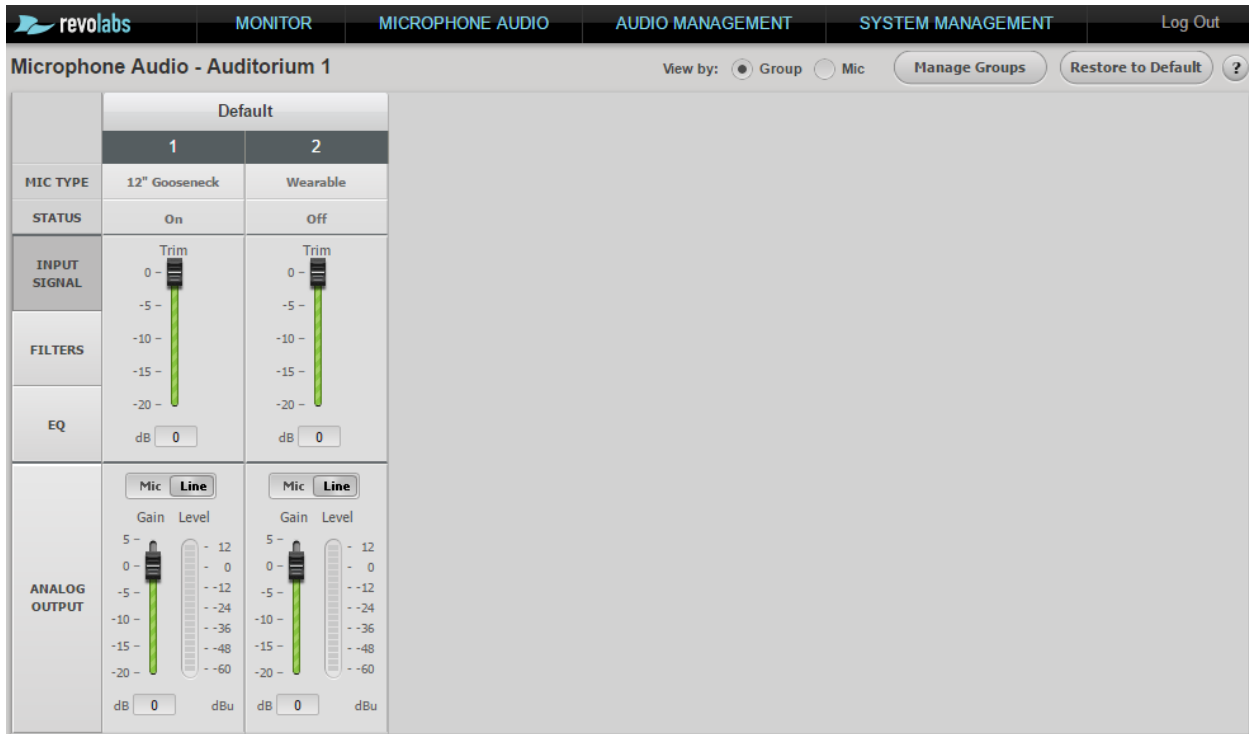 revolabs MONITOR MICROPHONE AUDIO AUDIO MANAGEMENT SYSTEM MANAGEMENT Log Out
Microphone Audio - Auditorium 1 View by: Group Mic Manage Groups Restore to Default ?
Default
1 2
MIC TYPE 12" Gooseneck Wearable
STATUS On Off
INPUT
SIGNAL
Trim Trim
0 – 0 –
-5 – -5 –
-10 – -10 –
-15 – -15 –
-20 – -20 –
dB 0 dB 0
FILTERS
EQ
ANALOG
OUTPUT
Mic Line Mic Line
Gain Level Gain Level
5 – - 12 5 – - 12
0 – - 0 0 – - 0
-5 – - -12 -5 – - -12
- -24 - -24
-10 – - -36 -10 – - -36
-15 – - -48 -15 – - -48
-20 – - -60 -20 – - -60
dB 0 dBu dB 0 dBu